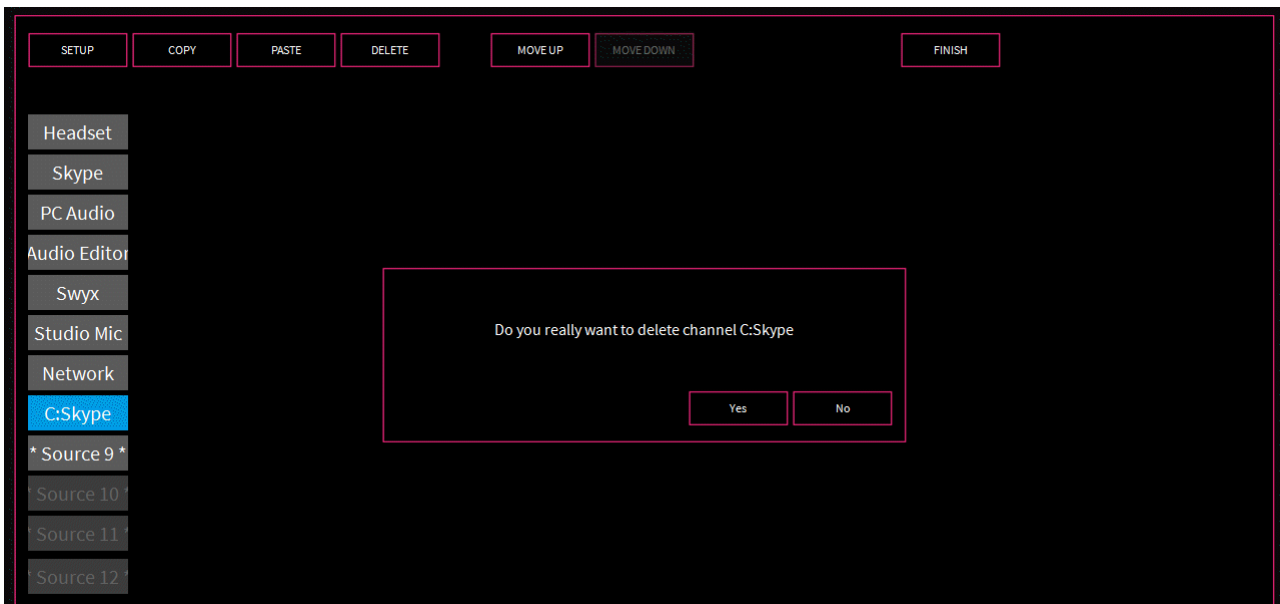 SETUP COPY PASTE DELETE MOVE UP MOVE DOWN FINISH
Headset
Skype
PC Audio
Audio Editor
Swyx
Studio Mic
Network
C:Skype
* Source 9 *
* Source 10 *
* Source 11 *
* Source 12 *
Do you really want to delete channel C:Skype
Yes No